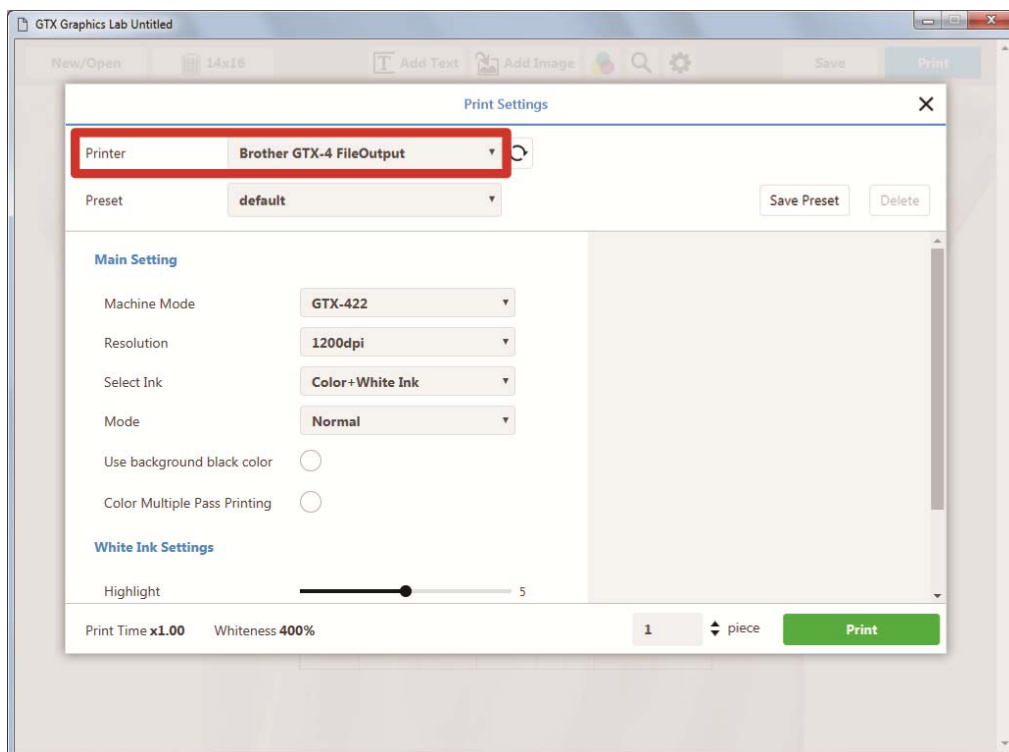 GTX Graphics Lab Untitled
New/Open 14x16 T Add Text Add Image Save Print
Print Settings
Printer Brother GTX-4 FileOutput
Preset default Save Preset Delete
Main Setting
Machine Mode GTX-422
Resolution 1200dpi
Select Ink Color+White Ink
Mode Normal
Use background black color
Color Multiple Pass Printing
White Ink Settings
Highlight 5
Print Time x1.00 Whiteness 400% 1 piece Print